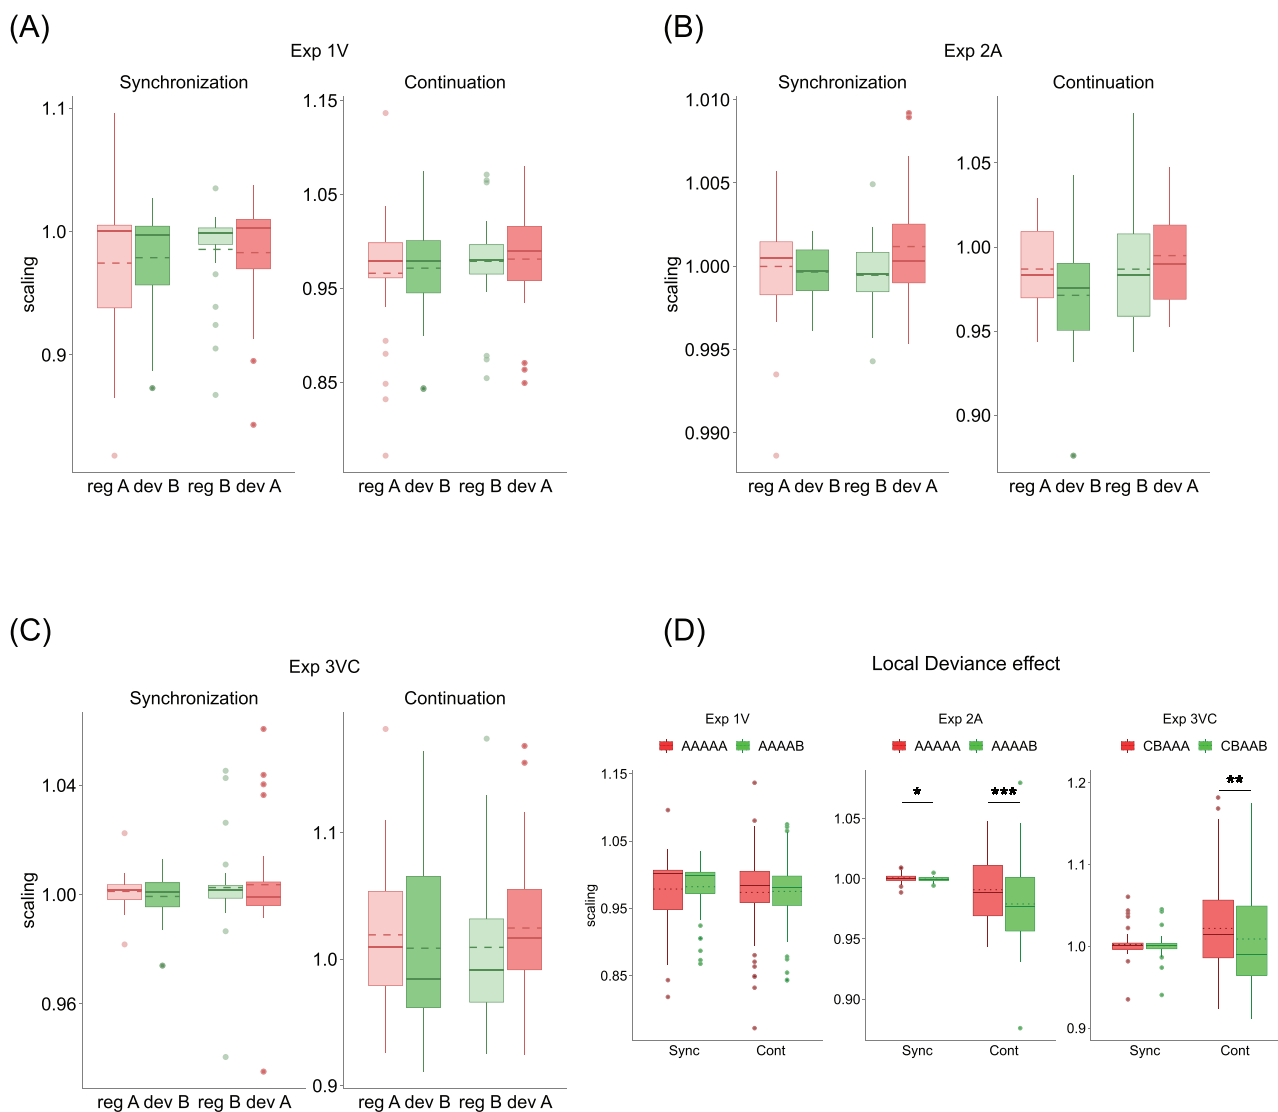 (A)
Exp 1V
Synchronization
Continuation
scaling
1.1
1.0
0.9
1.15
1.05
0.95
0.85
reg A dev B reg B dev A
reg A dev B reg B dev A
(B)
Exp 2A
Synchronization
Continuation
scaling
1.010
1.005
1.000
0.995
0.990
1.05
1.00
0.95
0.90
reg A dev B reg B dev A
reg A dev B reg B dev A
(C)
Exp 3VC
Synchronization
Continuation
scaling
1.04
1.00
0.96
1.1
1.0
0.9
reg A dev B reg B dev A
reg A dev B reg B dev A
(D)
Local Deviance effect
Exp 1V
AAAAA AAAAB
scaling
1.15
1.05
0.95
0.85
Sync Cont
Exp 2A
AAAAA AAAAB
* ***
1.05
1.00
0.95
0.90
Sync Cont
Exp 3VC
CBAAA CBAAB
**
1.2
1.1
1.0
0.9
Sync Cont